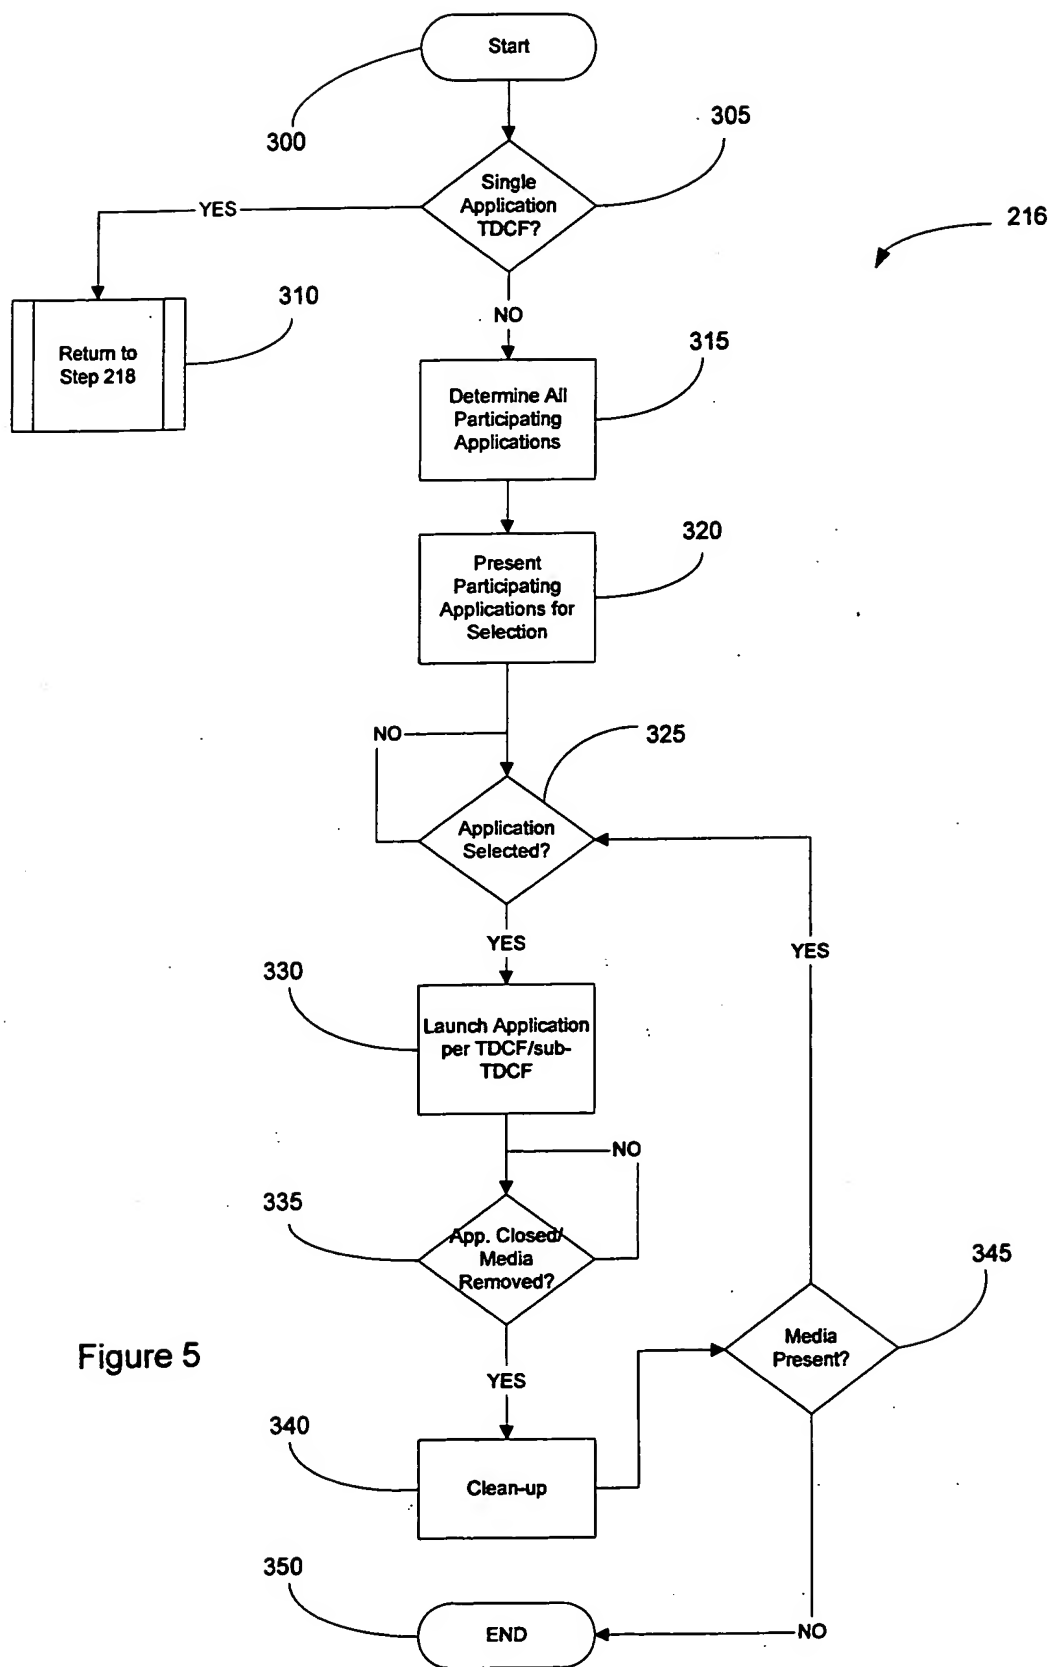 Start
300
305
Single
Application
TDCF?
YES
216
NO
310
Return to
Step 218
315
Determine All
Participating
Applications
320
Present
Participating
Applications for
Selection
NO
325
Application
Selected?
YES
YES
330
Launch Application
per TDCF/sub-
TDCF
NO
335
App. Closed/
Media
Removed?
345
Media
Present?
Figure 5
YES
340
Clean-up
350
END
NO